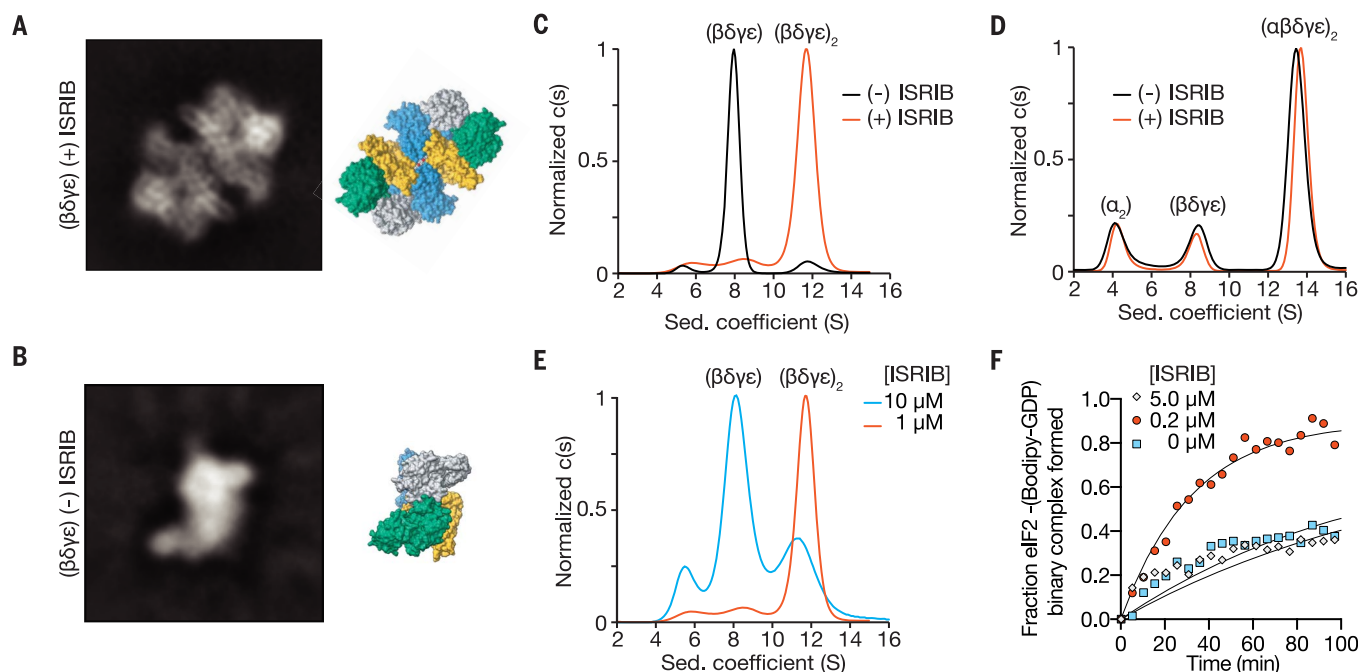 A
(βδγε) (+) ISRIB
B
(βδγε) (-) ISRIB
C
(βδγε) (βδγε)₂
1
0.5
0
Normalized c(s)
(-) ISRIB
(+) ISRIB
2 4 6 8 10 12 14 16
Sed. coefficient (S)
D
(αβδγε)₂
1
0.5
0
Normalized c(s)
(-) ISRIB
(+) ISRIB
(α₂) (βδγε)
2 4 6 8 10 12 14 16
Sed. coefficient (S)
E
(βδγε) (βδγε)₂
[ISRIB]
10 µM
1 µM
1
0.5
0
Normalized c(s)
2 4 6 8 10 12 14 16
Sed. coefficient (S)
F
[ISRIB]
5.0 µM
0.2 µM
0 µM
1.0
0.8
0.6
0.4
0.2
0.0
Fraction eIF2 -(Bodipy-GDP)
binary complex formed
0 20 40 60 80 100
Time (min)